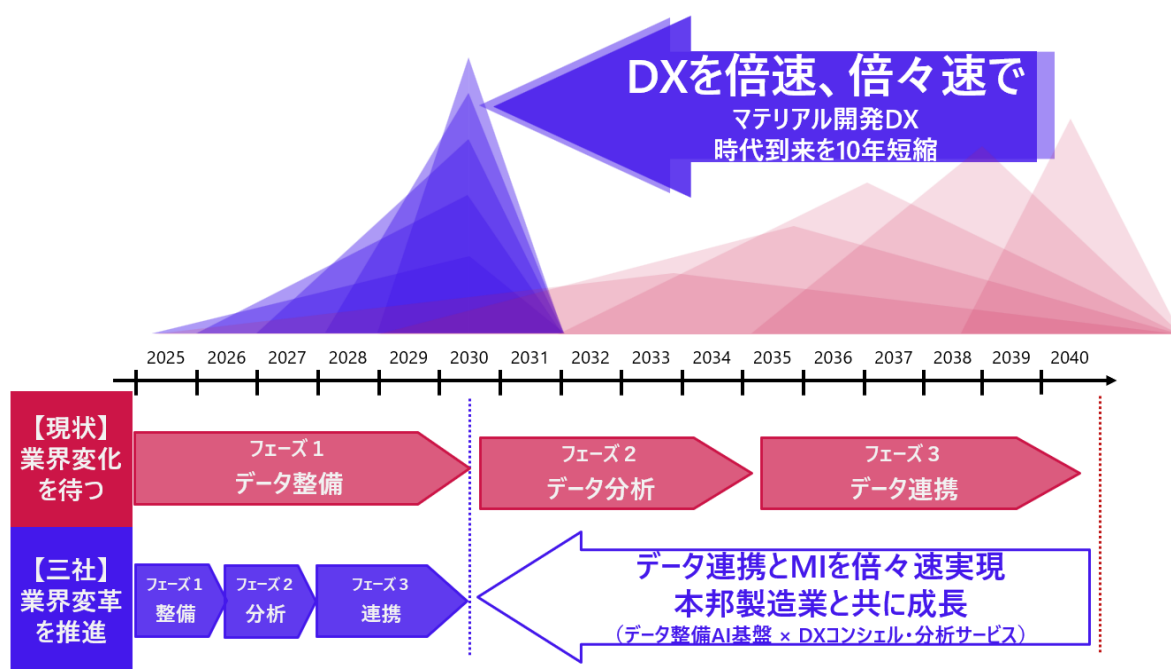 DXを倍速、倍々速で
マテリアル開発DX
時代到来を10年短縮
2025 2026 2027 2028 2029 2030 2031 2032 2033 2034 2035 2036 2037 2038 2039 2040
【現状】
業界変化
を待つ
フェーズ1
データ整備
フェーズ2
データ分析
フェーズ3
データ連携
【三社】
業界変革
を推進
フェーズ1
整備
フェーズ2
分析
フェーズ3
連携
データ連携とMIを倍々速実現
本邦製造業と共に成長
（データ整備AI基盤 × DXコンシェル・分析サービス）